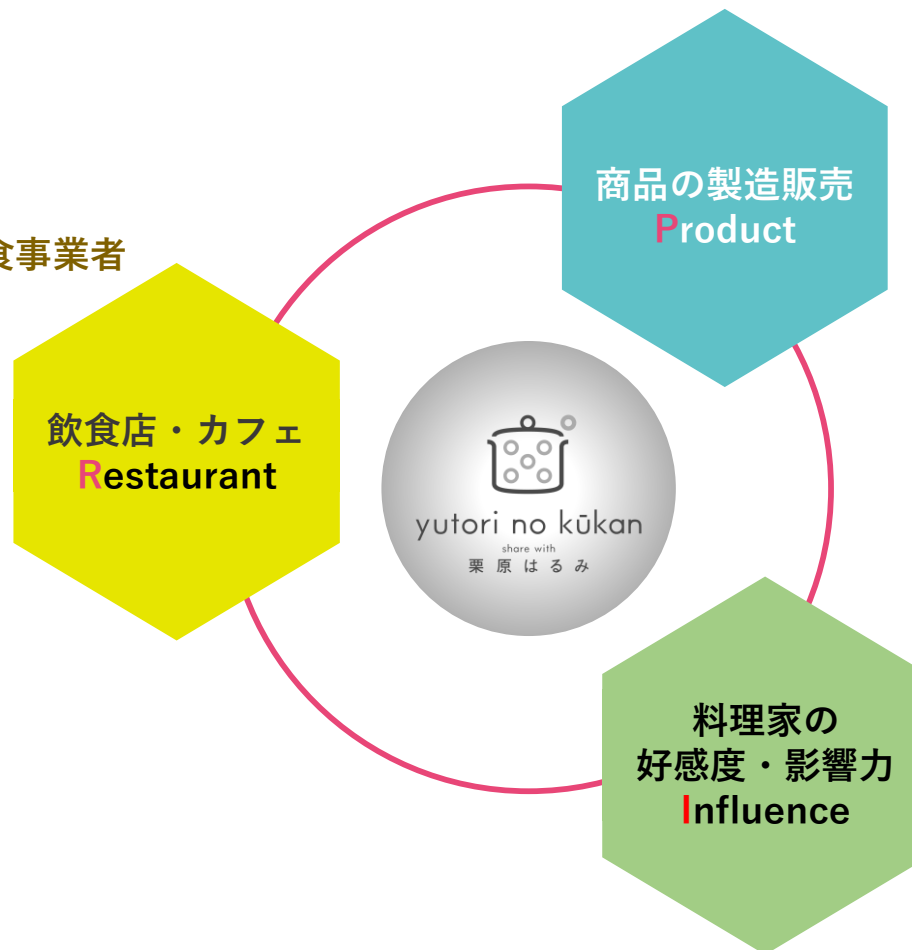 商品の製造販売
Product
食事業者
飲食店・カフェ
Restaurant
yutori no kūkan
share with
栗原はるみ
料理家の
好感度・影響力
Influence